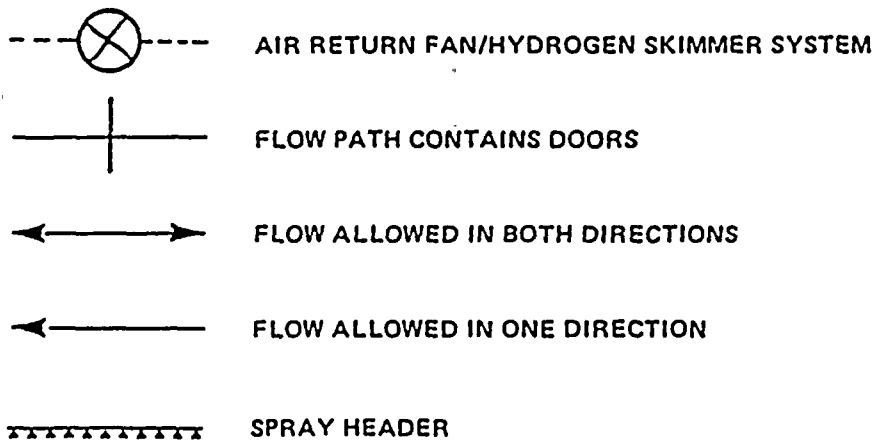 AIR RETURN FAN/HYDROGEN SKIMMER SYSTEM
FLOW PATH CONTAINS DOORS
FLOW ALLOWED IN BOTH DIRECTIONS
FLOW ALLOWED IN ONE DIRECTION
SPRAY HEADER